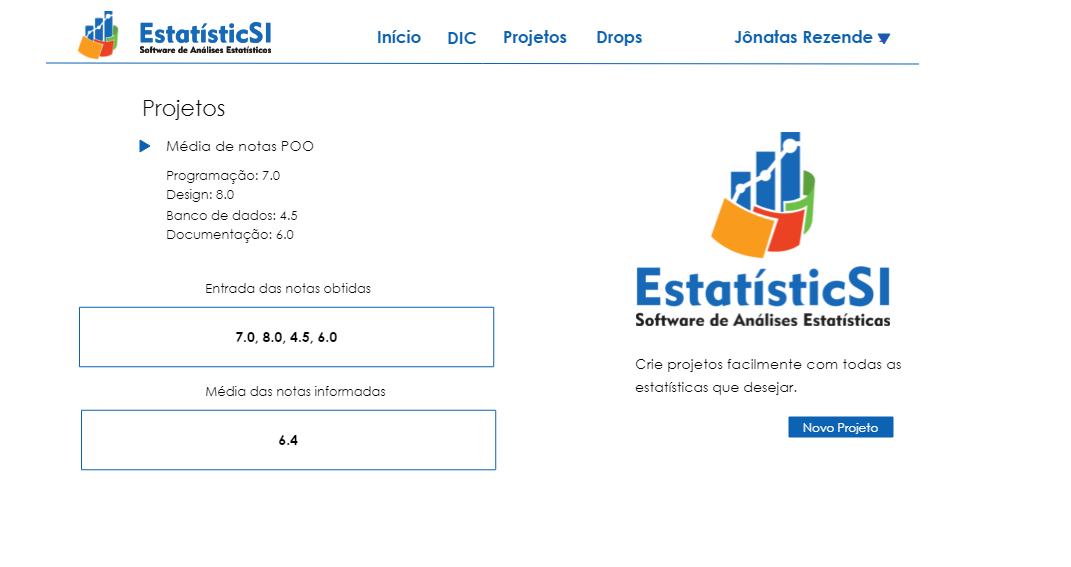 EstatísticSI
Software de Análises Estatísticas
Início DIC Projetos Drops Jônatas Rezende
Projetos
Média de notas POO
Programação: 7.0
Design: 8.0
Banco de dados: 4.5
Documentação: 6.0
Entrada das notas obtidas
7.0, 8.0, 4.5, 6.0
Média das notas informadas
6.4
EstatísticSI
Software de Análises Estatísticas
Crie projetos facilmente com todas as
estatísticas que desejar.
Novo Projeto